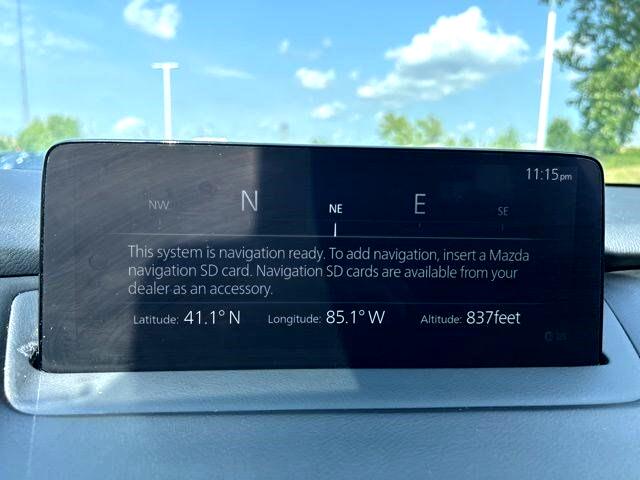 11:15pm
NW N NE E SE
This system is navigation ready. To add navigation, insert a Mazda
navigation SD card. Navigation SD cards are available from your
dealer as an accessory.
Latitude: 41.1° N Longitude: 85.1° W Altitude: 837feet